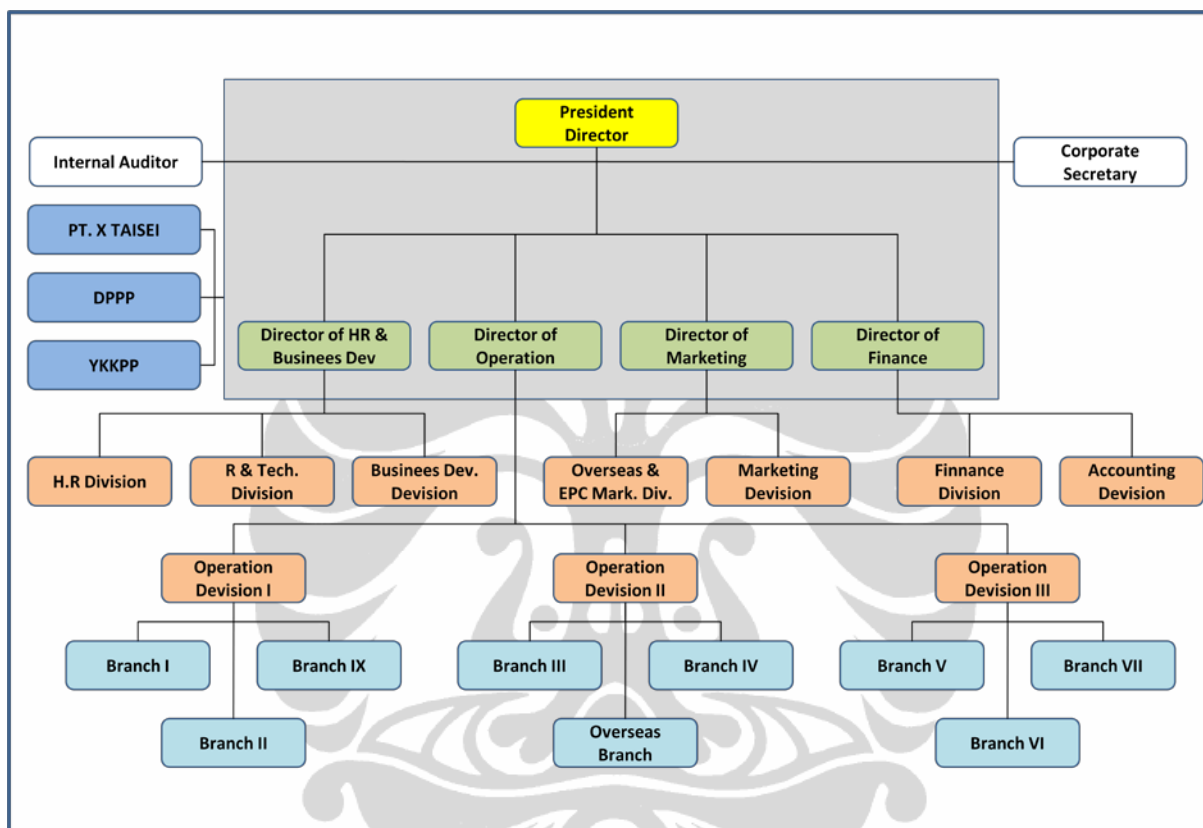 President
Director
Internal Auditor
Corporate
Secretary
PT. X TAISEI
DPPP
YKKPP
Director of HR &
Businees Dev
Director of
Operation
Director of
Marketing
Director of
Finance
H.R Division
R & Tech.
Division
Businees Dev.
Devision
Overseas &
EPC Mark. Div.
Marketing
Devision
Finnance
Division
Accounting
Devision
Operation
Devision I
Operation
Devision II
Operation
Devision III
Branch I
Branch IX
Branch III
Branch IV
Branch V
Branch VII
Branch II
Overseas
Branch
Branch VI